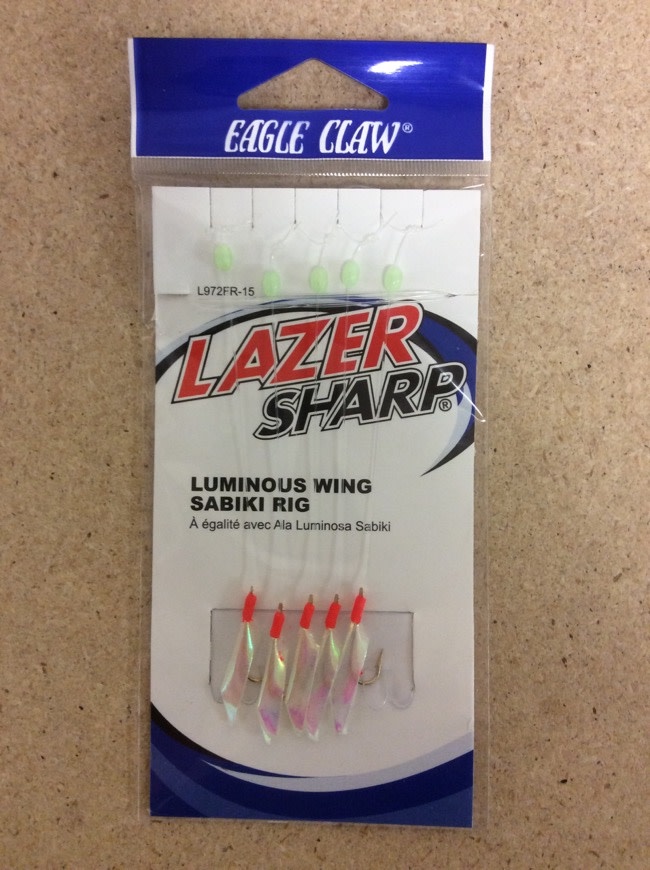 EAGLE CLAW®
L972FR-15
LAZER
SHARP®
LUMINOUS WING
SABIKI RIG
À égalité avec Ala Luminosa Sabiki